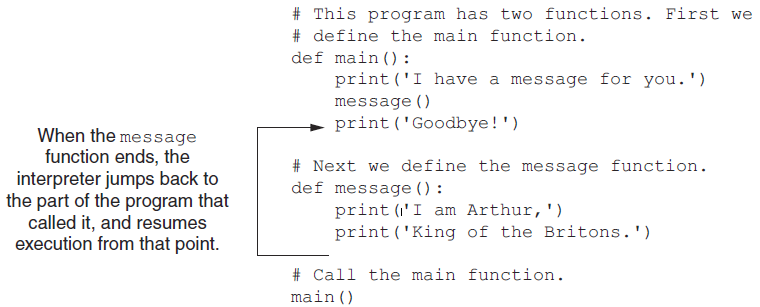 # This program has two functions. First we
# define the main function.
def main():
    print('I have a message for you.')
    message()
    print('Goodbye!')
# Next we define the message function.
def message():
    print('I am Arthur,')
    print('King of the Britons.')
# Call the main function.
main()
When the message
function ends, the
interpreter jumps back to
the part of the program that
called it, and resumes
execution from that point.